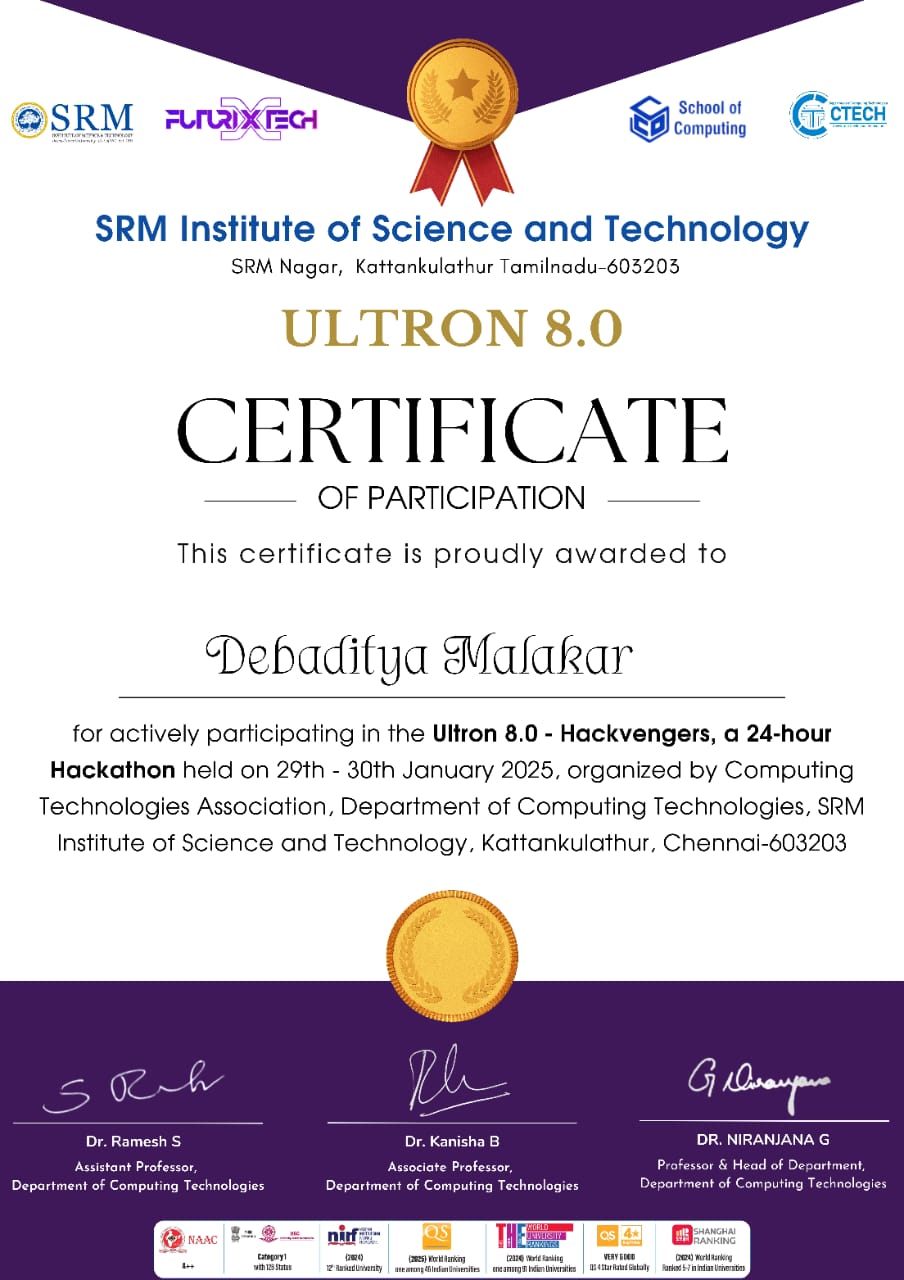 SRM
INSTITUTE OF SCIENCE & TECHNOLOGY
FUTURIXTECH
School of
Computing
CTECH
SRM Institute of Science and Technology
SRM Nagar, Kattankulathur Tamilnadu-603203
ULTRON 8.0
CERTIFICATE
OF PARTICIPATION
This certificate is proudly awarded to
Debaditya Malakar
for actively participating in the Ultron 8.0 - Hackvengers, a 24-hour
Hackathon held on 29th - 30th January 2025, organized by Computing
Technologies Association, Department of Computing Technologies, SRM
Institute of Science and Technology, Kattankulathur, Chennai-603203
Dr. Ramesh S
Assistant Professor,
Department of Computing Technologies
Dr. Kanisha B
Associate Professor,
Department of Computing Technologies
G Niranjana
DR. NIRANJANA G
Professor & Head of Department,
Department of Computing Technologies
NAAC
A++
Category 1
with 12B Status
nirf
(2024)
12th Ranked University
QS
(2025) World Ranking
one among 46 Indian Universities
THE WORLD UNIVERSITY RANKINGS
(2026) World Ranking
one among 91 Indian Universities
QS 4★
VERY GOOD
QS 4 Star Rated Globally
SHANGHAI
RANKING
(2024) World Ranking
Ranked 5-7 in Indian Universities